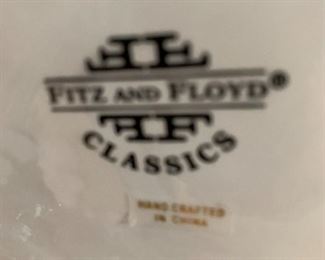 FITZ AND FLOYD®
CLASSICS
HAND CRAFTED
IN CHINA